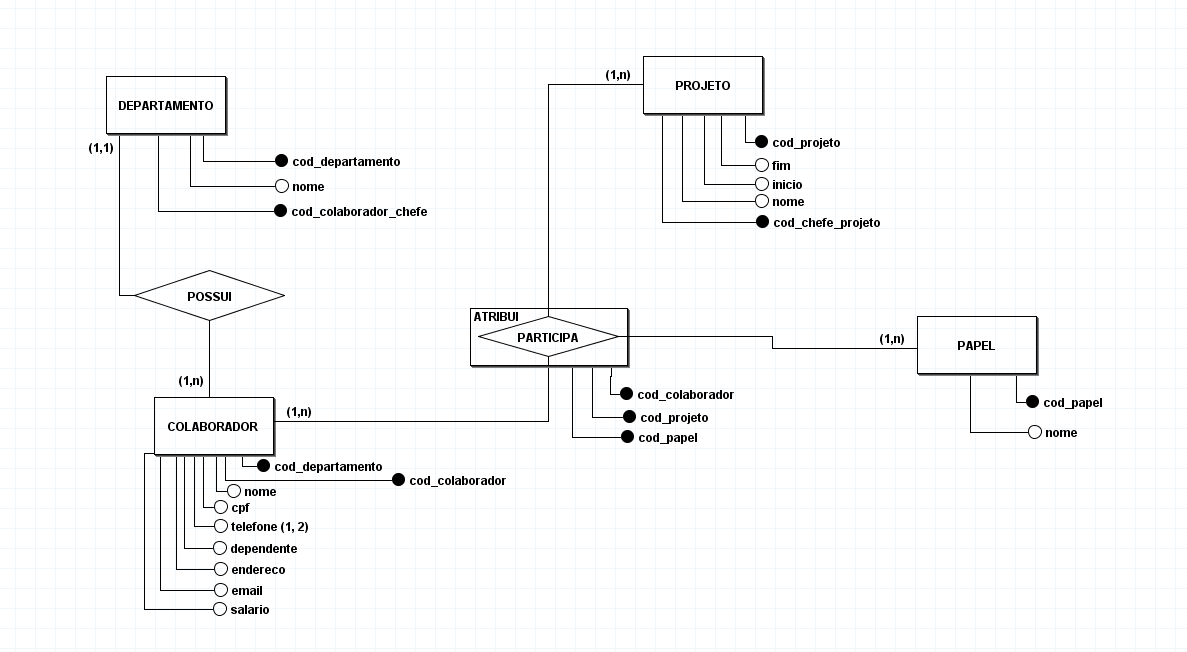 DEPARTAMENTO
(1,1)
cod_departamento
nome
cod_colaborador_chefe
POSSUI
(1,n)
COLABORADOR
(1,n)
cod_departamento
cod_colaborador
nome
cpf
telefone (1, 2)
dependente
endereco
email
salario
(1,n)
PROJETO
cod_projeto
fim
inicio
nome
cod_chefe_projeto
ATRIBUI
PARTICIPA
cod_colaborador
cod_projeto
cod_papel
(1,n)
PAPEL
cod_papel
nome